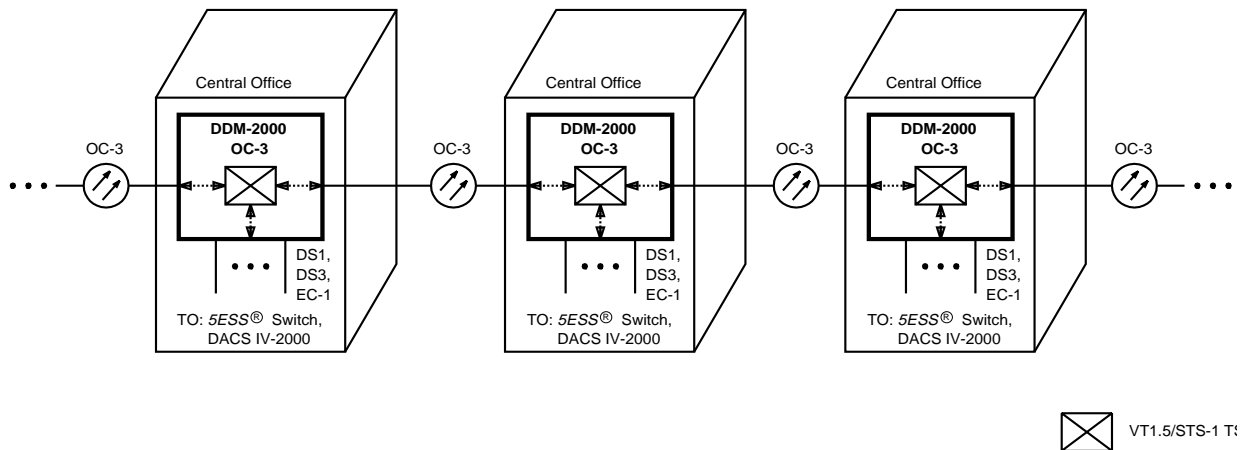 Central Office
DDM-2000
OC-3
DS1,
DS3,
EC-1
TO: 5ESS® Switch,
DACS IV-2000
Central Office
DDM-2000
OC-3
DS1,
DS3,
EC-1
TO: 5ESS® Switch,
DACS IV-2000
Central Office
DDM-2000
OC-3
DS1,
DS3,
EC-1
TO: 5ESS® Switch,
DACS IV-2000
OC-3
OC-3
OC-3
OC-3
VT1.5/STS-1